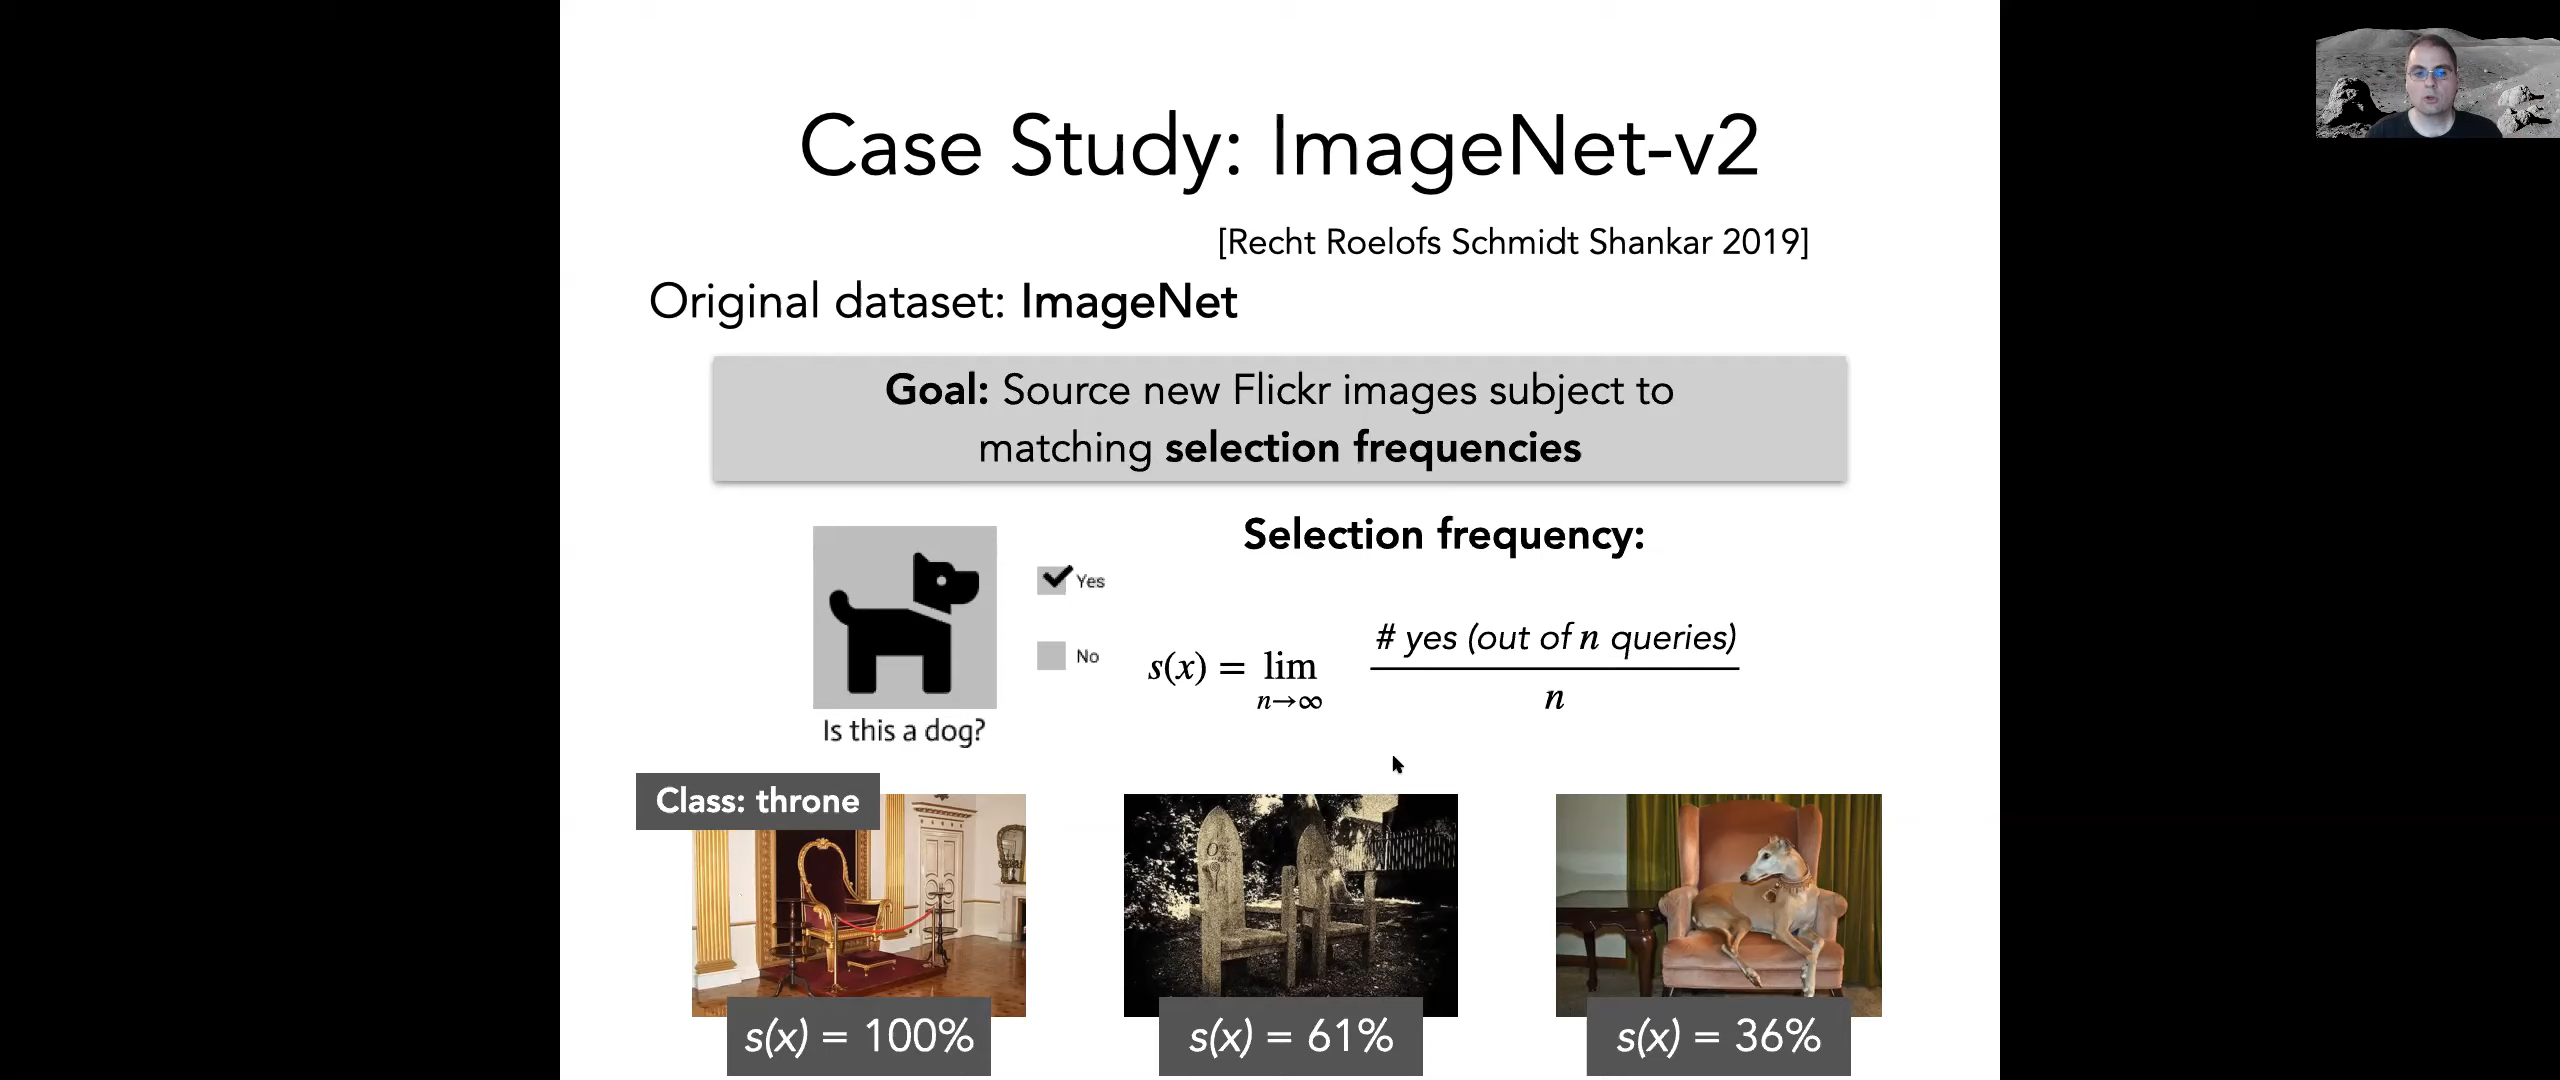 Case Study: ImageNet-v2
[Recht Roelofs Schmidt Shankar 2019]
Original dataset: ImageNet
Goal: Source new Flickr images subject to
matching selection frequencies
Selection frequency:
Yes
No
Is this a dog?
s(x) = lim n→∞ # yes (out of n queries) / n
Class: throne
s(x) = 100%
s(x) = 61%
s(x) = 36%